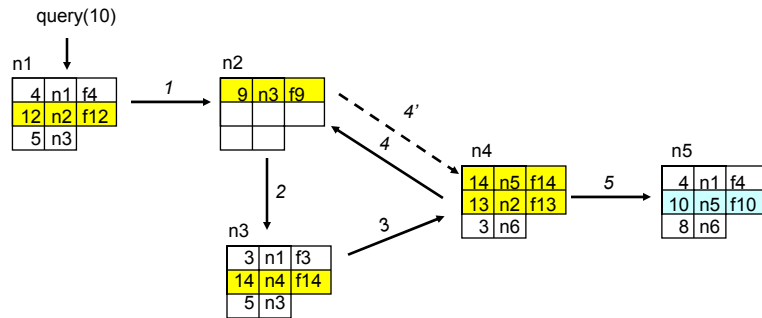 query(10)
n1
4 n1 f4
12 n2 f12
5 n3
1
n2
9 n3 f9
4'
4
2
n3
3 n1 f3
14 n4 f14
5 n3
3
n4
14 n5 f14
13 n2 f13
3 n6
5
n5
4 n1 f4
10 n5 f10
8 n6